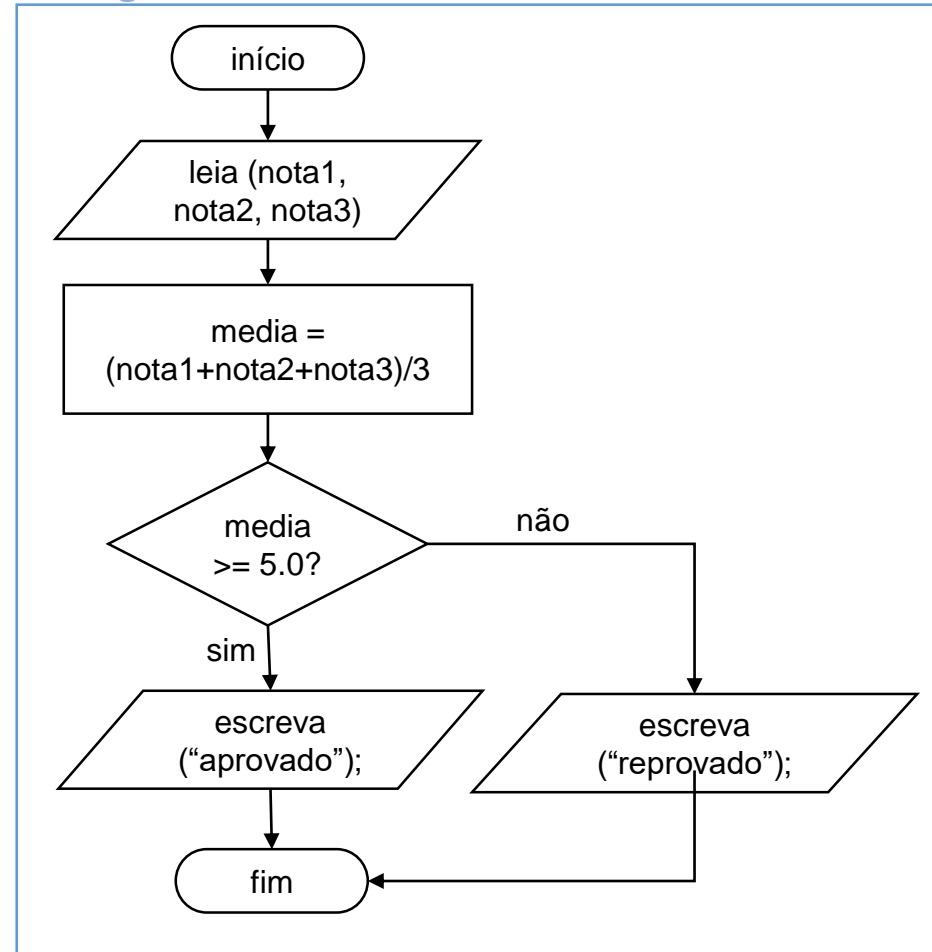 início
leia (nota1,
nota2, nota3)
media =
(nota1+nota2+nota3)/3
media
>= 5.0?
não
sim
escreva
(“aprovado”);
escreva
(“reprovado”);
fim